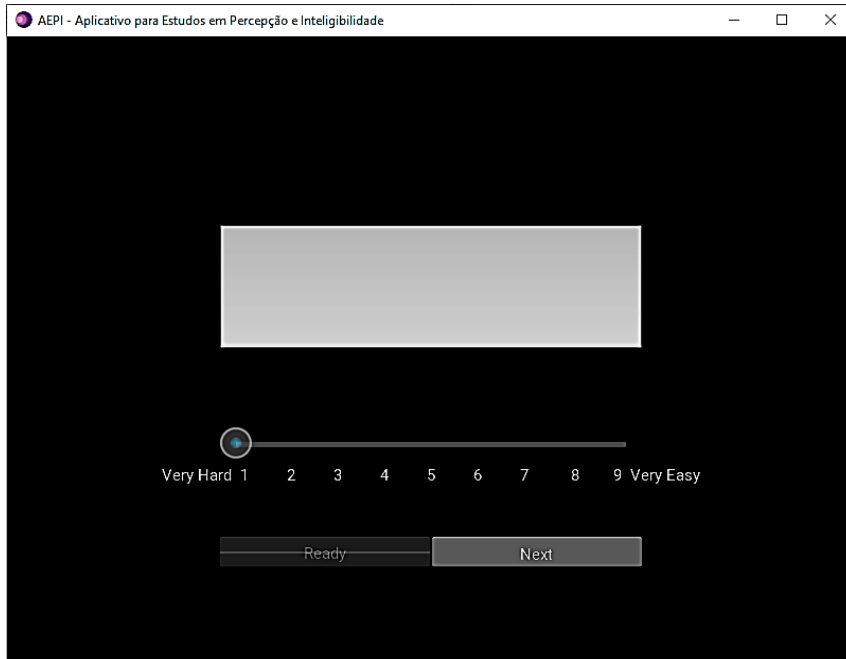 AEPI - Aplicativo para Estudos em Percepção e Inteligibilidade
Very Hard 1 2 3 4 5 6 7 8 9 Very Easy
Ready Next